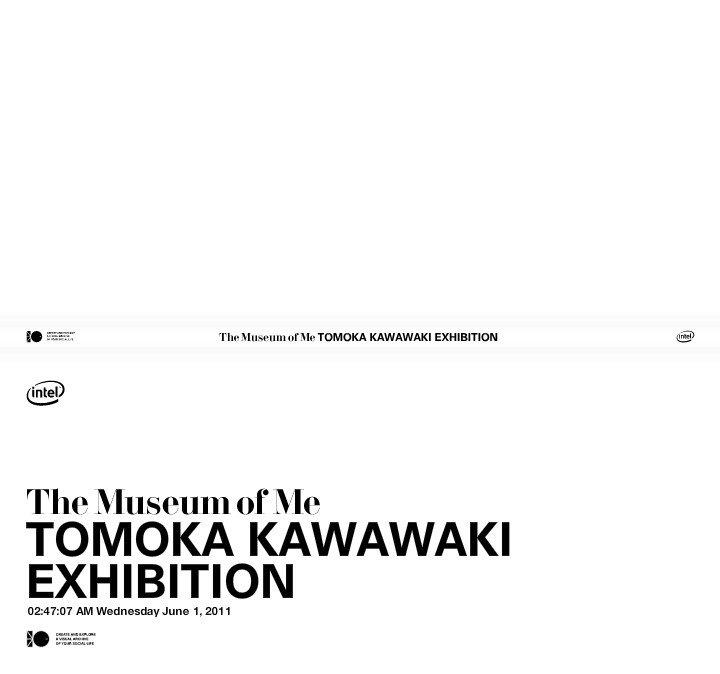 The Museum of Me TOMOKA KAWAWAKI EXHIBITION
intel
intel
The Museum of Me
TOMOKA KAWAWAKI
EXHIBITION
02:47:07 AM Wednesday June 1, 2011
CREATE AND EXPLORE
A VISUAL ARCHIVE
OF YOUR SOCIAL LIFE